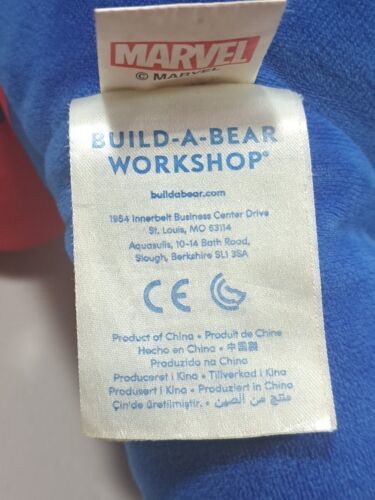 MARVEL
© MARVEL
BUILD-A-BEAR
WORKSHOP®
buildabear.com
1954 Innerbelt Business Center Drive
St. Louis, MO 63114
Aquasulis, 10-14 Bath Road,
Slough, Berkshire SL1 3SA
CE
Product of China • Produit de Chine
Hecho en China • 中国製
Produzido na China
Produceret i Kina • Tillverkad i Kina
Produsert i Kina • Produziert in China
Çin'de üretilmiştir. • منتج من الصين